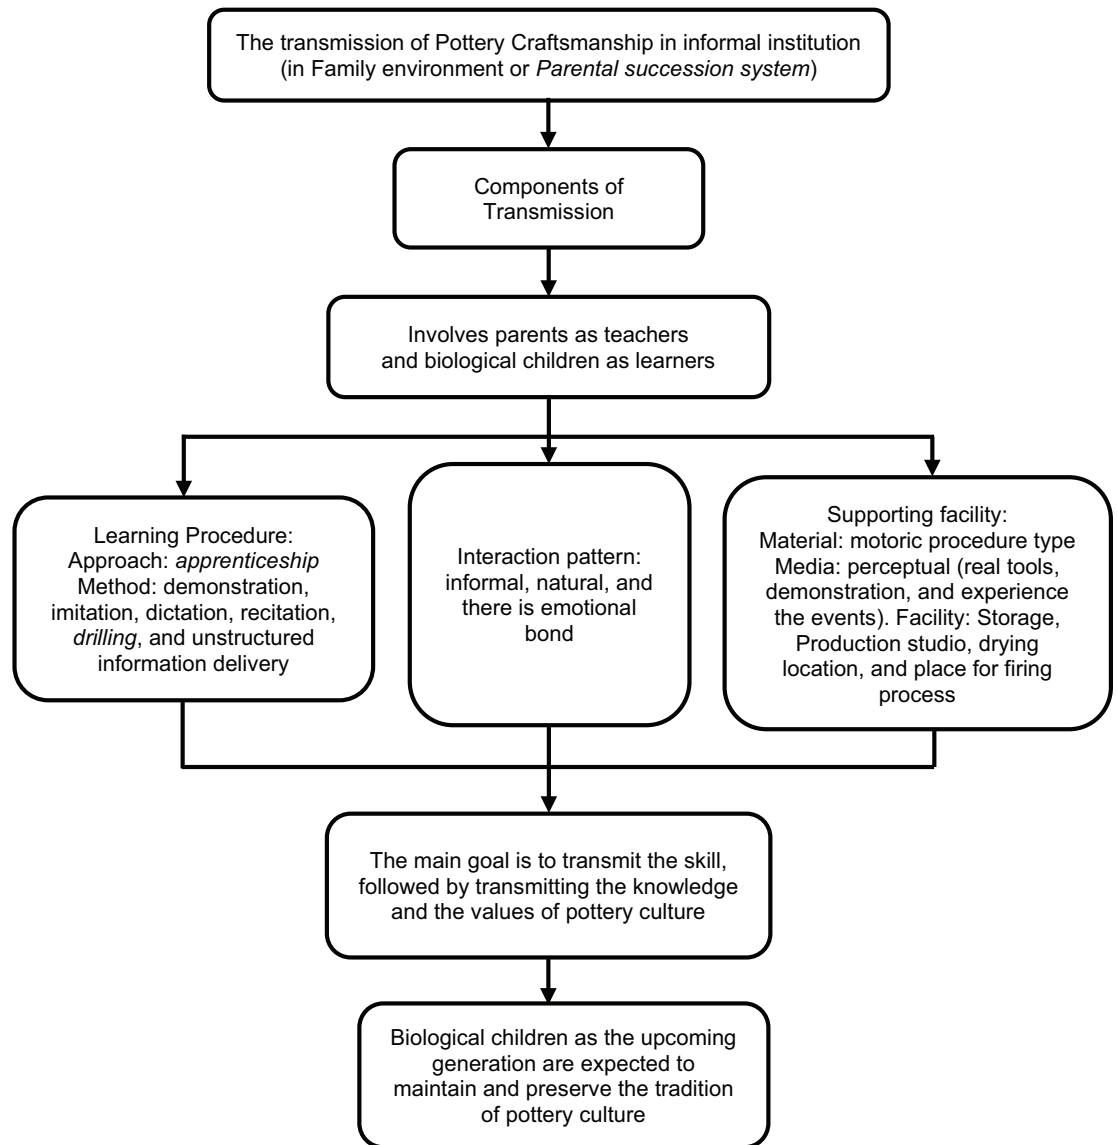 The transmission of Pottery Craftsmanship in informal institution
(in Family environment or Parental succession system)
Components of
Transmission
Involves parents as teachers
and biological children as learners
Learning Procedure:
Approach: apprenticeship
Method: demonstration,
imitation, dictation, recitation,
drilling, and unstructured
information delivery
Interaction pattern:
informal, natural, and
there is emotional
bond
Supporting facility:
Material: motoric procedure type
Media: perceptual (real tools,
demonstration, and experience
the events). Facility: Storage,
Production studio, drying
location, and place for firing
process
The main goal is to transmit the skill,
followed by transmitting the knowledge
and the values of pottery culture
Biological children as the upcoming
generation are expected to
maintain and preserve the tradition
of pottery culture